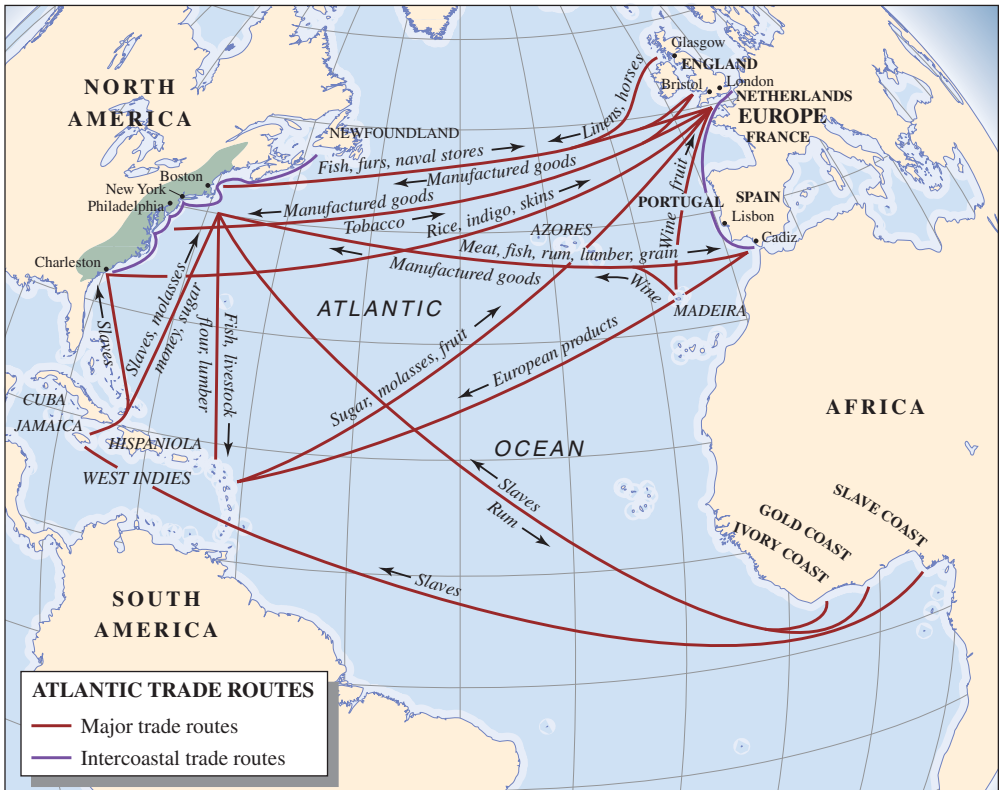 Glasgow
ENGLAND
Bristol
London
NETHERLANDS
EUROPE
FRANCE
NORTH
AMERICA
NEWFOUNDLAND
Linens, horses
Fish, furs, naval stores
Manufactured goods
Boston
New York
Philadelphia
Manufactured goods
Tobacco
Rice, indigo, skins
Wine
fruit
PORTUGAL
SPAIN
Lisbon
Cadiz
AZORES
Meat, fish, rum, lumber, grain
Manufactured goods
Wine
MADEIRA
Charleston
ATLANTIC
Slaves
Slaves, molasses
money, sugar
Fish, livestock
flour, lumber
Sugar, molasses, fruit
European products
CUBA
JAMAICA
HISPANIOLA
WEST INDIES
AFRICA
OCEAN
Slaves
Rum
SLAVE COAST
GOLD COAST
IVORY COAST
Slaves
SOUTH
AMERICA
ATLANTIC TRADE ROUTES
Major trade routes
Intercoastal trade routes